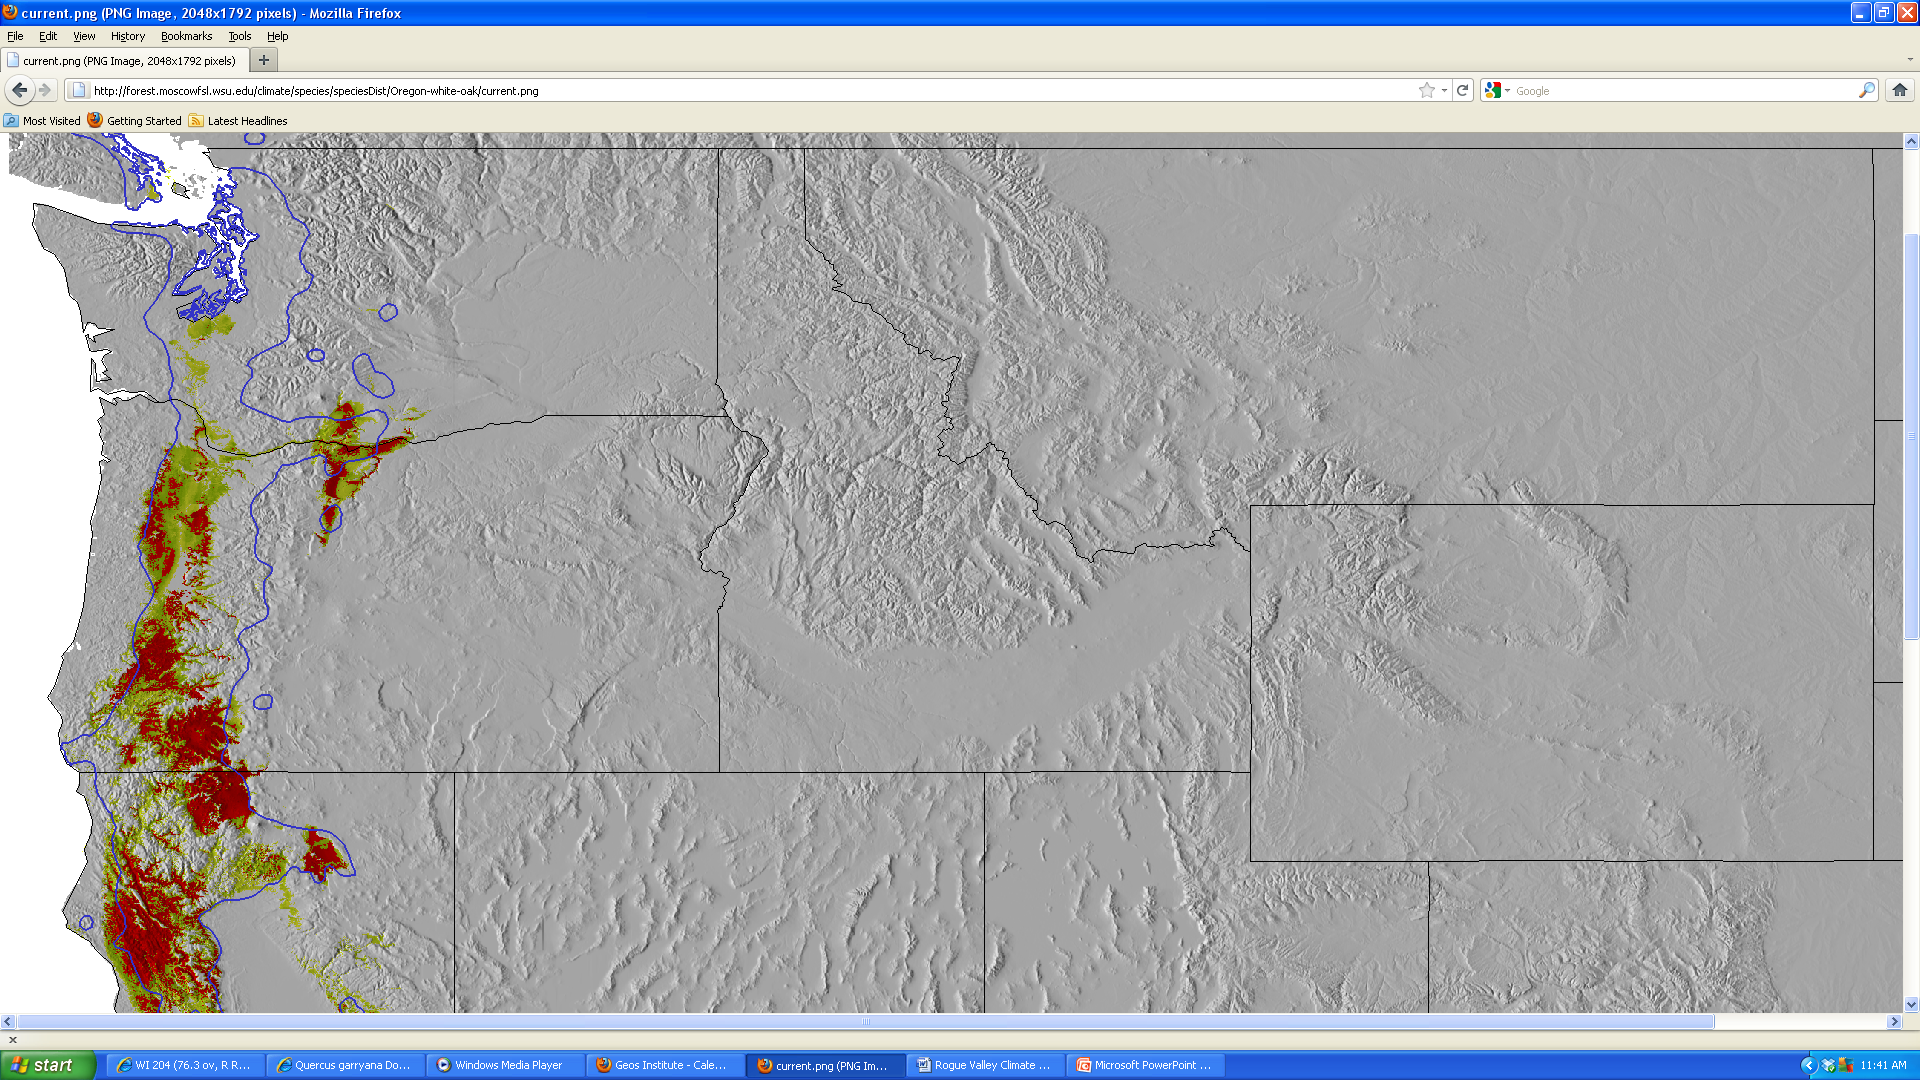 current.png (PNG Image, 2048x1792 pixels) - Mozilla Firefox
File Edit View History Bookmarks Tools Help
current.png (PNG Image, 2048x1792 pixels)
http://forest.moscowfsl.wsu.edu/climate/species/speciesDist/Oregon-white-oak/current.png
Google
Most Visited Getting Started Latest Headlines
start
WI 204 (76.3 ov, R R...
Quercus garryana Do...
Windows Media Player
Geos Institute - Cale...
current.png (PNG Im...
Rogue Valley Climate ...
Microsoft PowerPoint ...
11:41 AM